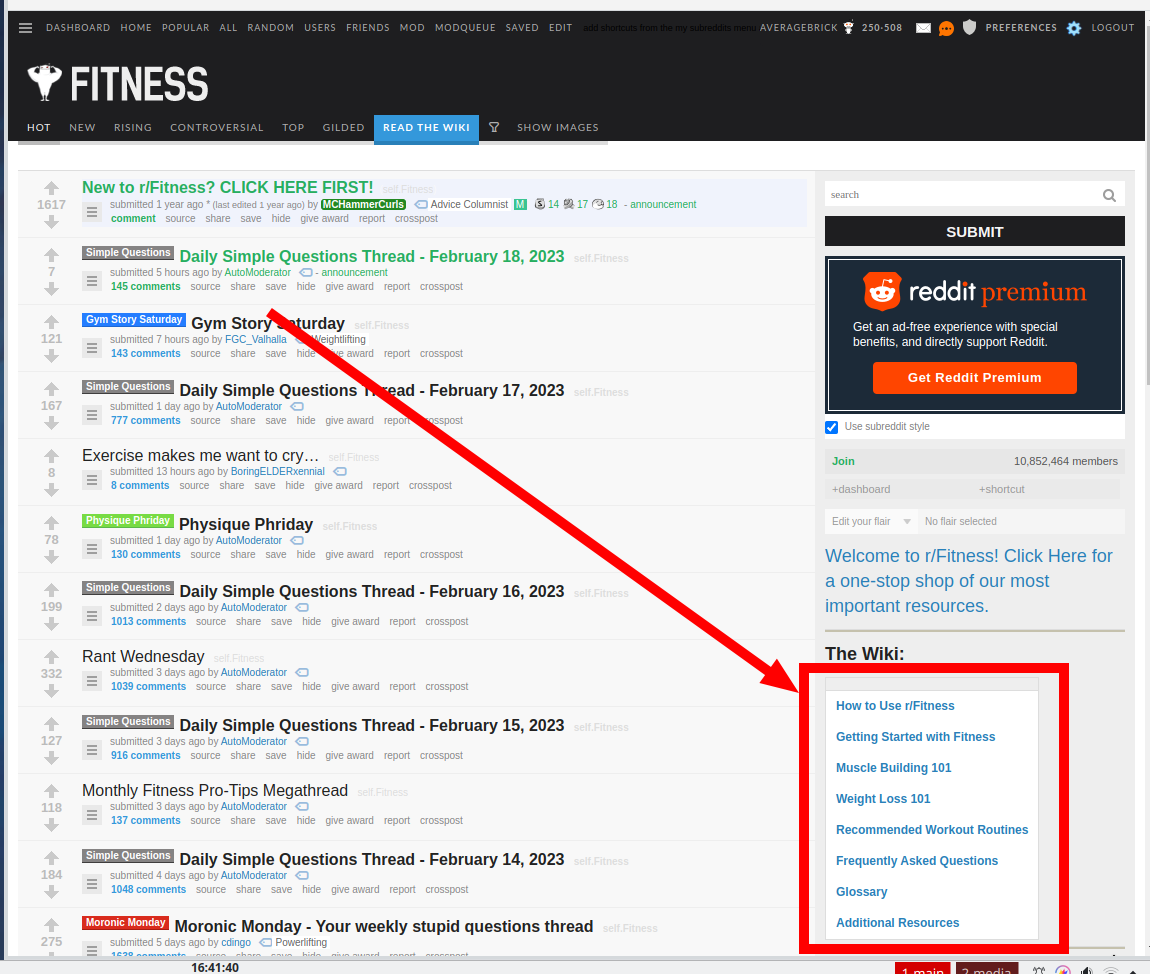 DASHBOARD HOME POPULAR ALL RANDOM USERS FRIENDS MOD MODQUEUE SAVED EDIT add shortcuts from the my subreddits menu AVERAGEBRICK 250-508 PREFERENCES LOGOUT
FITNESS
HOT NEW RISING CONTROVERSIAL TOP GILDED READ THE WIKI SHOW IMAGES
1617
New to r/Fitness? CLICK HERE FIRST! self.Fitness
submitted 1 year ago * (last edited 1 year ago) by MCHammerCurls Advice Columnist M 14 17 18 - announcement
comment source share save hide give award report crosspost
7
Simple Questions Daily Simple Questions Thread - February 18, 2023 self.Fitness
submitted 5 hours ago by AutoModerator - announcement
145 comments source share save hide give award report crosspost
121
Gym Story Saturday Gym Story Saturday self.Fitness
submitted 7 hours ago by FGC_Valhalla Weightlifting
143 comments source share save hide give award report crosspost
167
Simple Questions Daily Simple Questions Thread - February 17, 2023 self.Fitness
submitted 1 day ago by AutoModerator
777 comments source share save hide give award report crosspost
8
Exercise makes me want to cry… self.Fitness
submitted 13 hours ago by BoringELDERxennial
8 comments source share save hide give award report crosspost
78
Physique Phriday Physique Phriday self.Fitness
submitted 1 day ago by AutoModerator
130 comments source share save hide give award report crosspost
199
Simple Questions Daily Simple Questions Thread - February 16, 2023 self.Fitness
submitted 2 days ago by AutoModerator
1013 comments source share save hide give award report crosspost
332
Rant Wednesday self.Fitness
submitted 3 days ago by AutoModerator
1039 comments source share save hide give award report crosspost
127
Simple Questions Daily Simple Questions Thread - February 15, 2023 self.Fitness
submitted 3 days ago by AutoModerator
916 comments source share save hide give award report crosspost
118
Monthly Fitness Pro-Tips Megathread self.Fitness
submitted 3 days ago by AutoModerator
137 comments source share save hide give award report crosspost
184
Simple Questions Daily Simple Questions Thread - February 14, 2023 self.Fitness
submitted 4 days ago by AutoModerator
1048 comments source share save hide give award report crosspost
275
Moronic Monday Moronic Monday - Your weekly stupid questions thread self.Fitness
submitted 5 days ago by cdingo Powerlifting
1638 comments source share save hide give award report crosspost
search
SUBMIT
reddit premium
Get an ad-free experience with special
benefits, and directly support Reddit.
Get Reddit Premium
Use subreddit style
Join 10,852,464 members
+dashboard +shortcut
Edit your flair No flair selected
Welcome to r/Fitness! Click Here for
a one-stop shop of our most
important resources.
The Wiki:
How to Use r/Fitness
Getting Started with Fitness
Muscle Building 101
Weight Loss 101
Recommended Workout Routines
Frequently Asked Questions
Glossary
Additional Resources
16:41:40 1 main 2 media